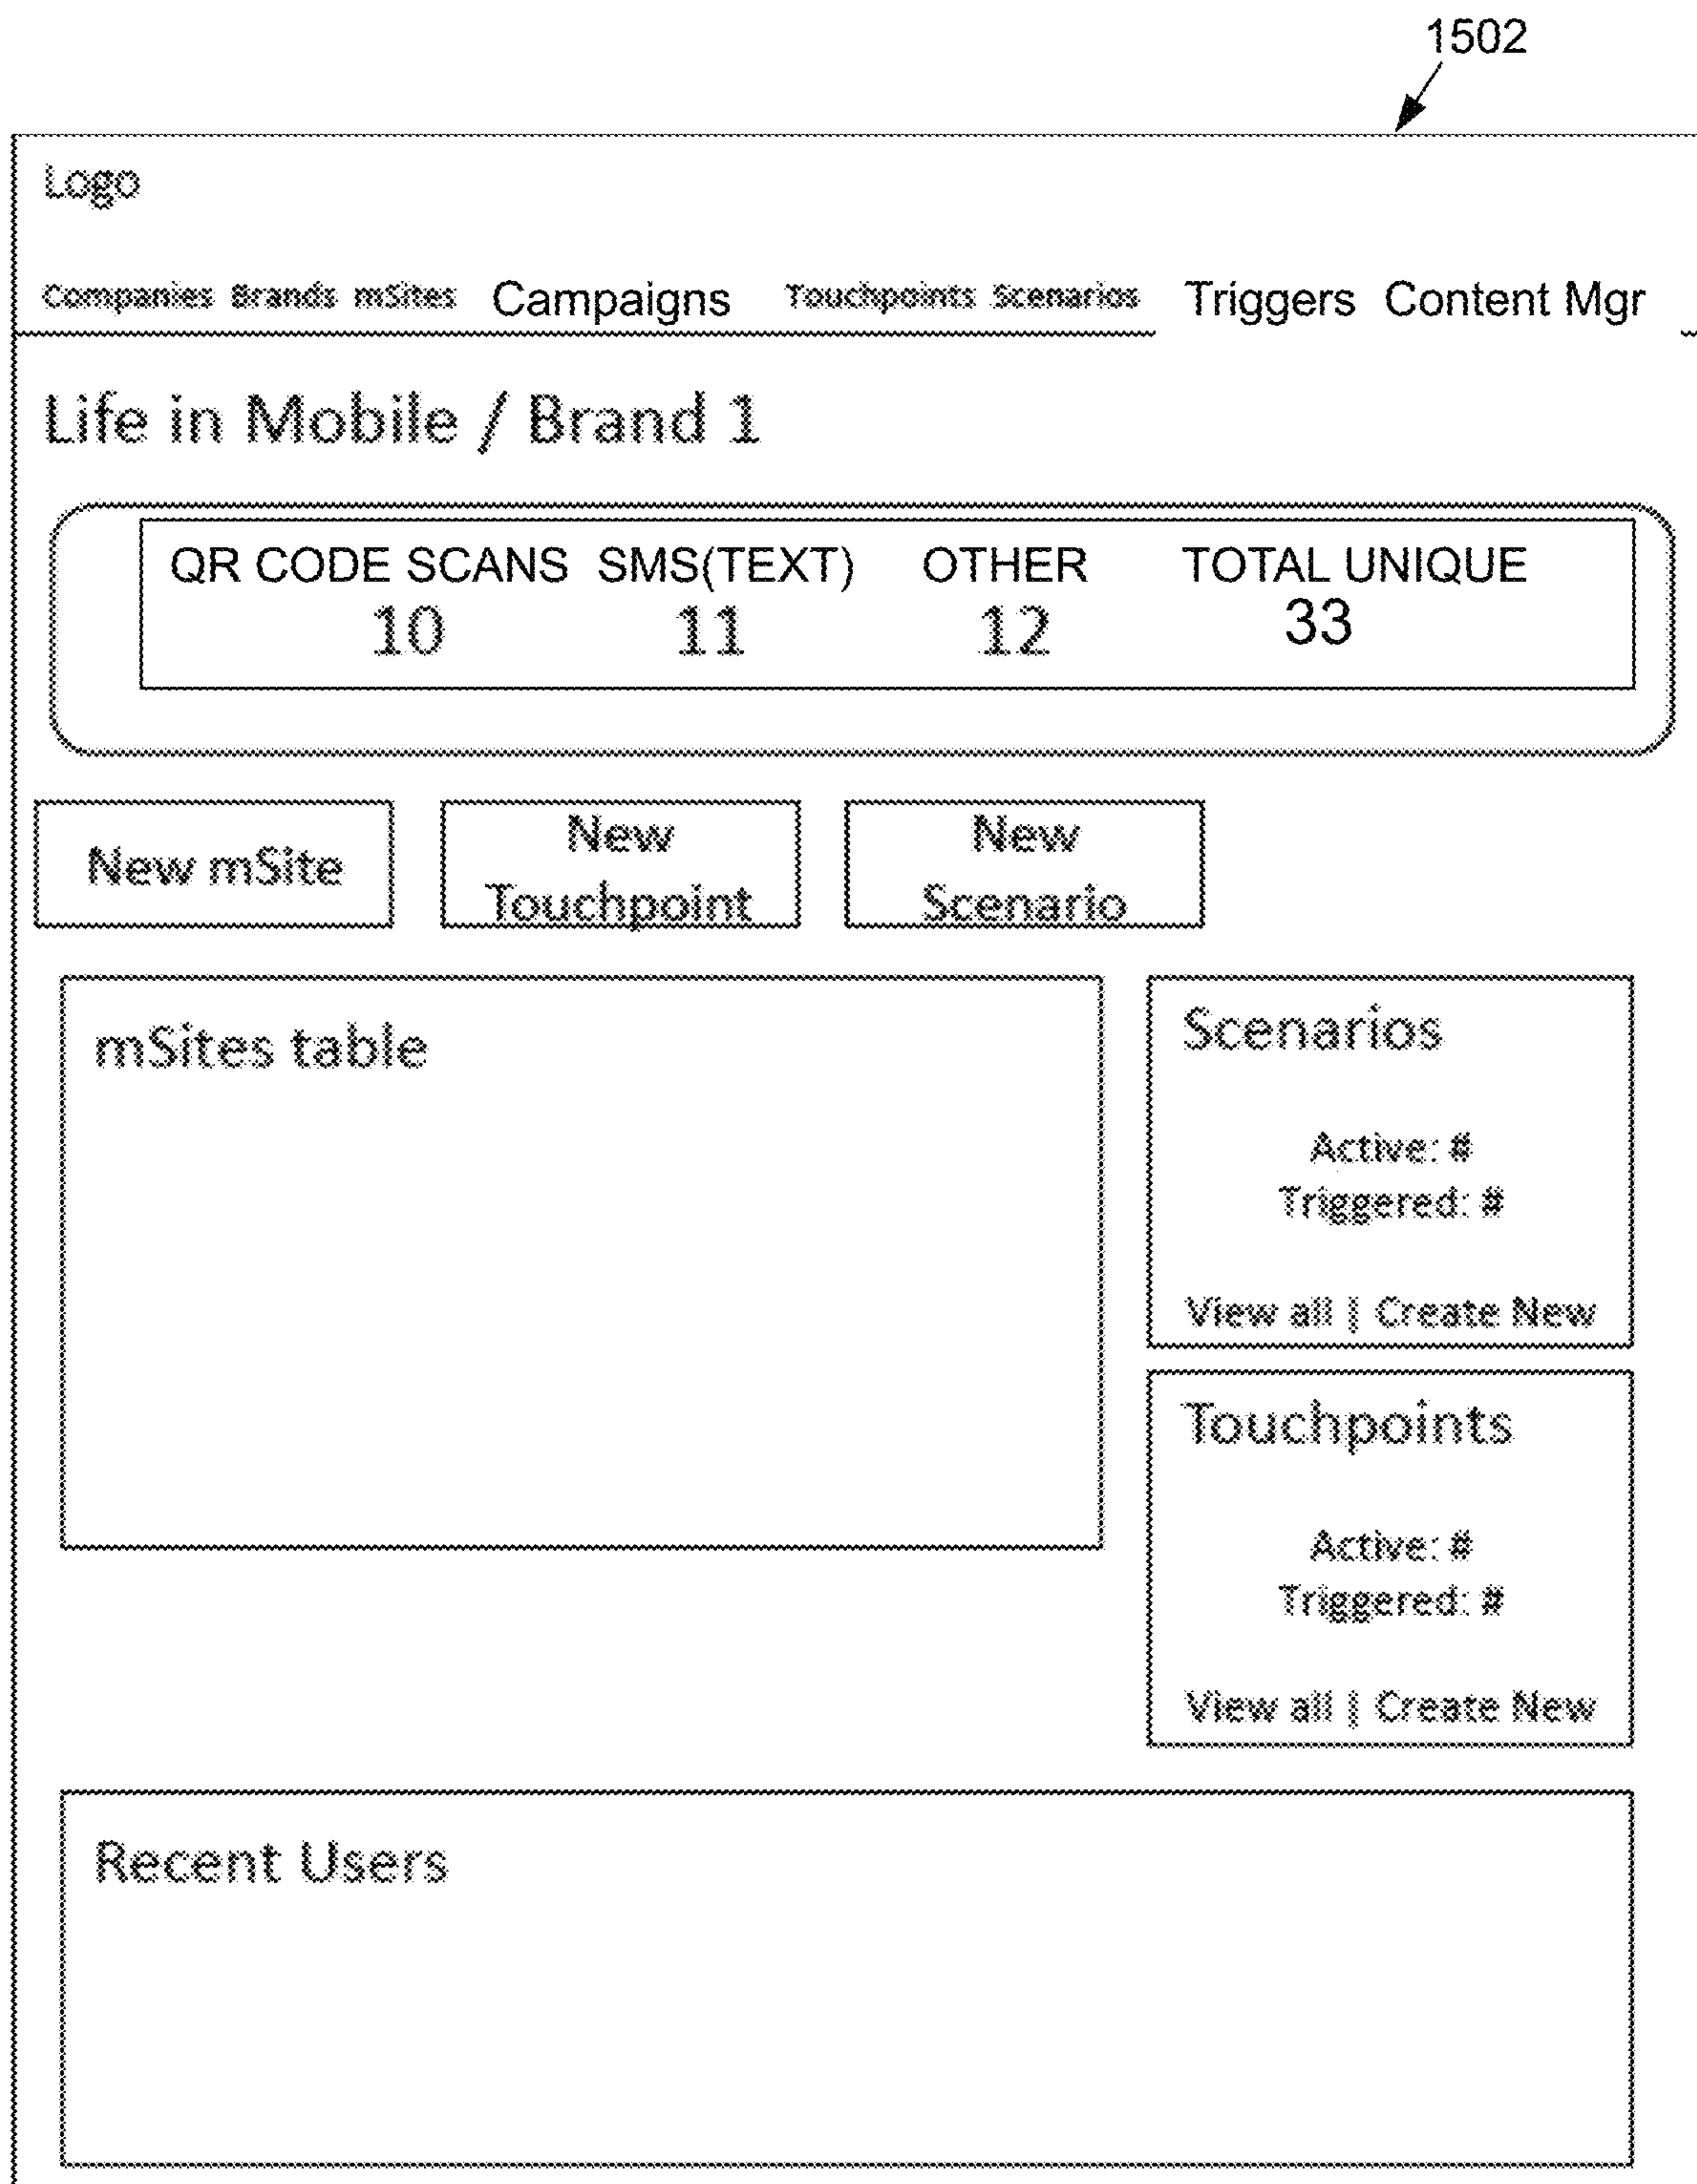 1502
Logo
Companies Brands mSites Campaigns Touchpoints Scenarios Triggers Content Mgr
Life in Mobile / Brand 1
QR CODE SCANS SMS(TEXT) OTHER TOTAL UNIQUE
10 11 12 33
New mSite
New
Touchpoint
New
Scenario
mSites table
Scenarios
Active: #
Triggered: #
View all | Create New
Touchpoints
Active: #
Triggered: #
View all | Create New
Recent Users